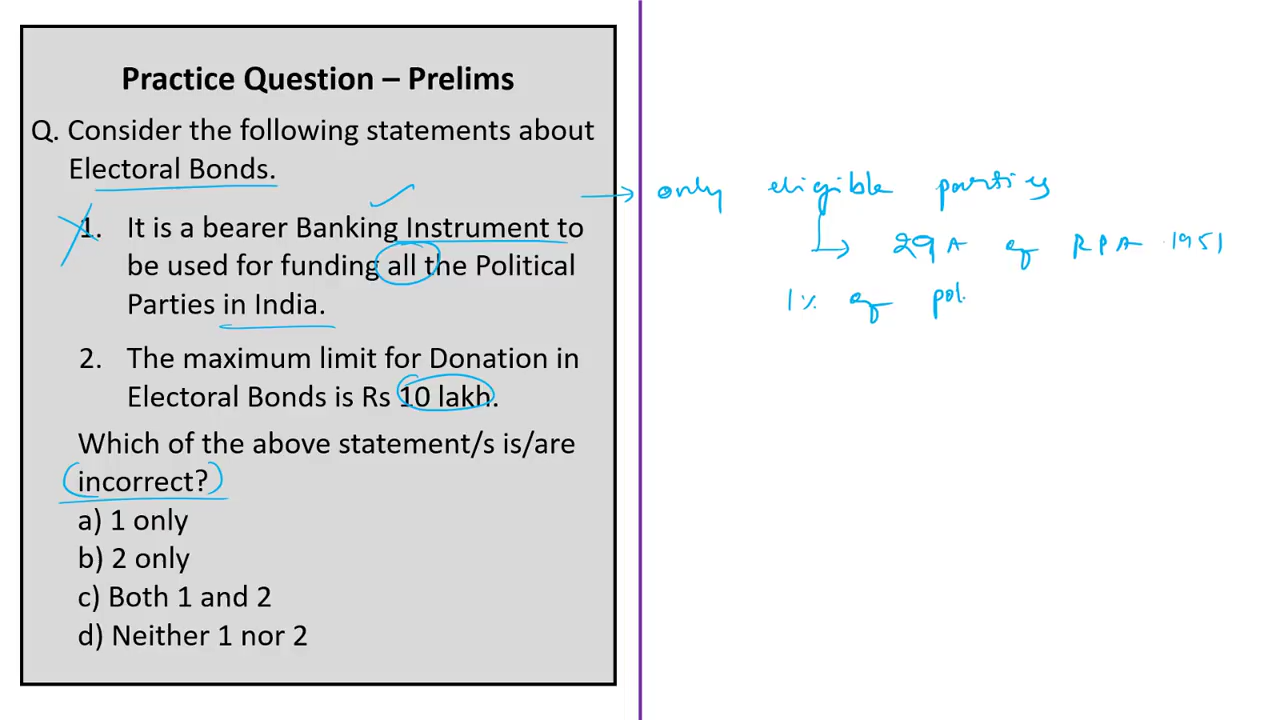 Practice Question – Prelims
Q. Consider the following statements about
Electoral Bonds.
1. It is a bearer Banking Instrument to
be used for funding all the Political
Parties in India.
2. The maximum limit for Donation in
Electoral Bonds is Rs 10 lakh.
Which of the above statement/s is/are
incorrect?
a) 1 only
b) 2 only
c) Both 1 and 2
d) Neither 1 nor 2
only eligible parties
29A of RPA 1951
1% of pol.